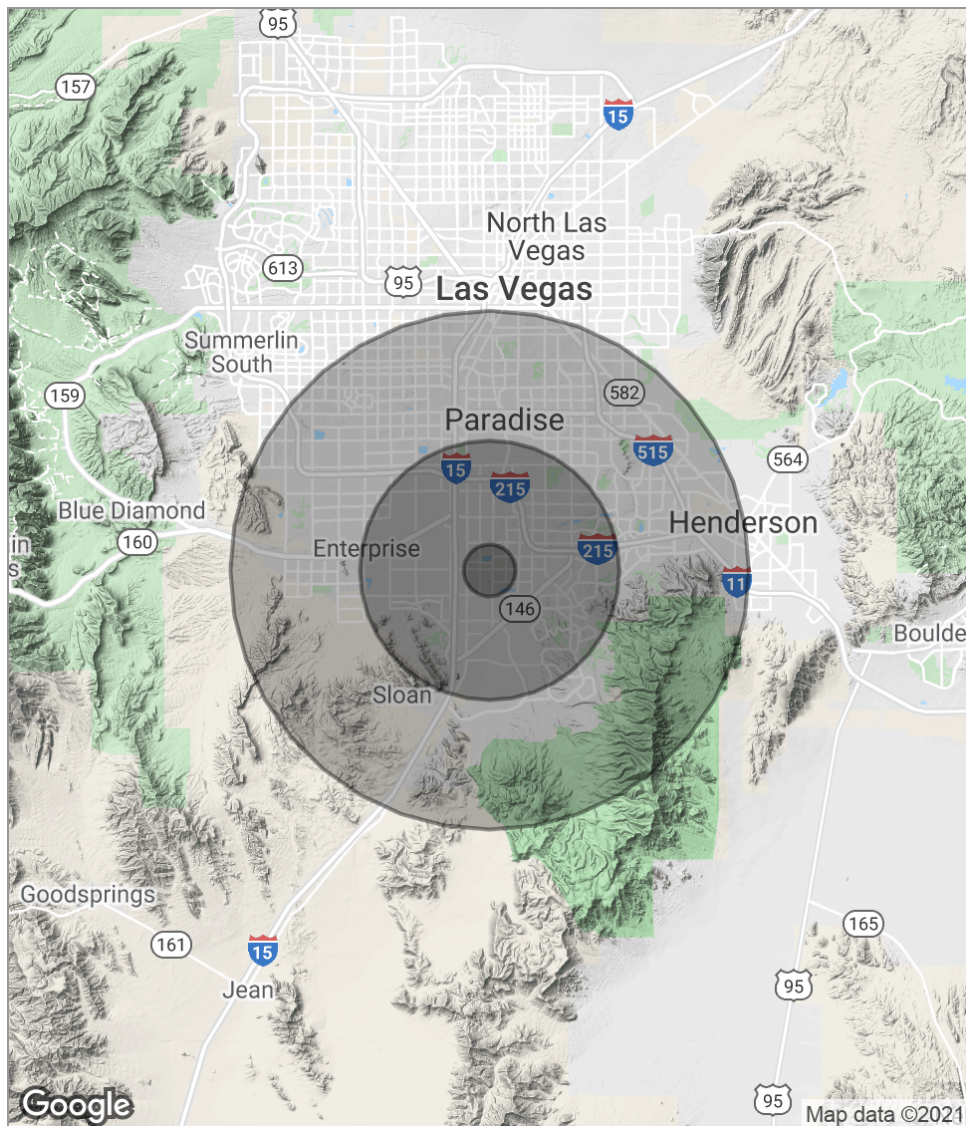 95
157
15
North Las
Vegas
613
95
Las Vegas
Summerlin
South
159
582
Paradise
515
15
564
215
Blue Diamond
Henderson
160
in
s
Enterprise
215
11
146
Boulde
Sloan
Goodsprings
165
161
15
95
Jean
95
Google
Map data ©2021